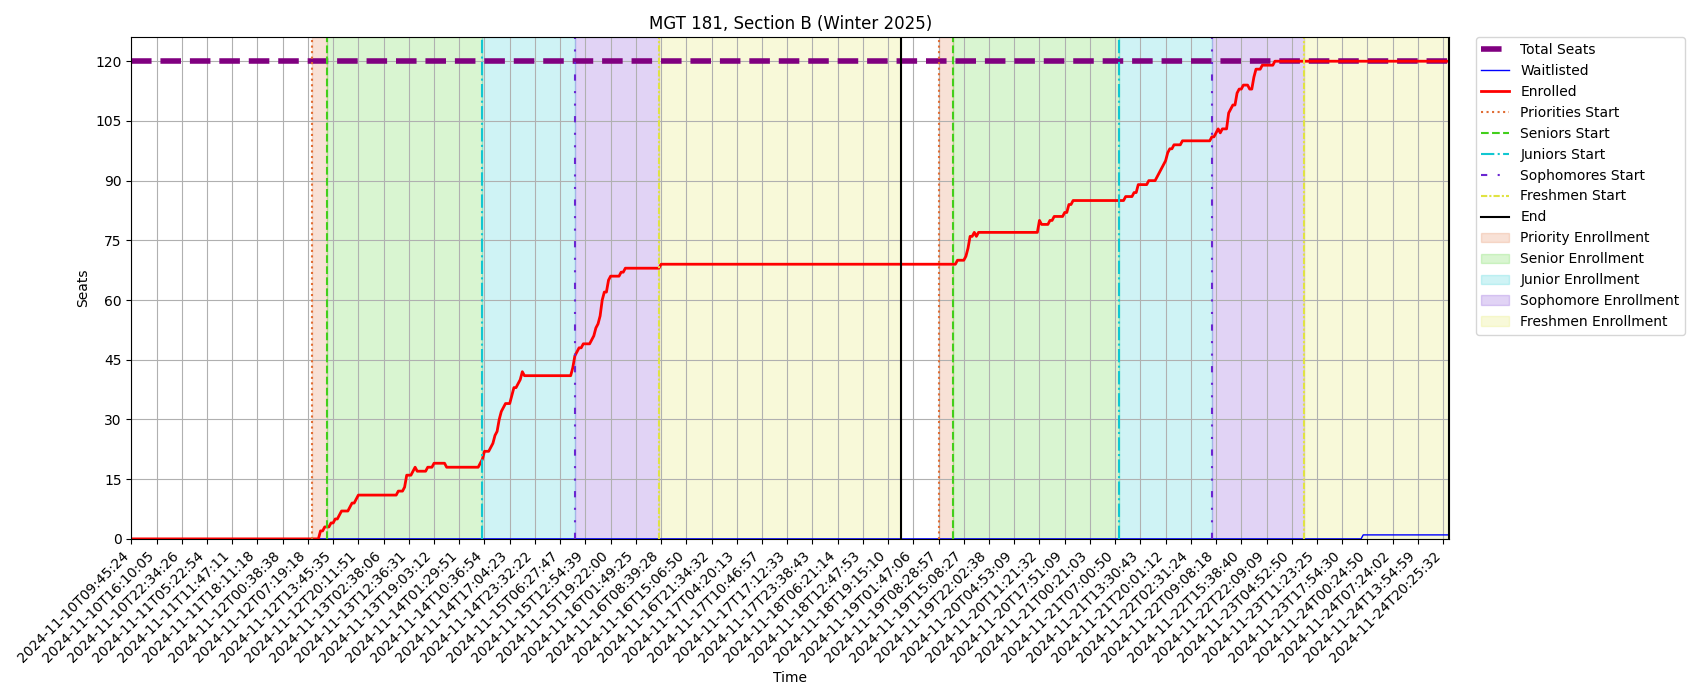 MGT 181, Section B (Winter 2025)
Seats
120
105
90
75
60
45
30
15
0
2024-11-10T09:45:24
2024-11-10T16:10:05
2024-11-10T22:34:26
2024-11-11T05:22:54
2024-11-11T11:47:11
2024-11-11T18:11:18
2024-11-12T00:38:38
2024-11-12T07:19:18
2024-11-12T13:45:35
2024-11-12T20:11:51
2024-11-13T02:38:06
2024-11-13T12:36:31
2024-11-13T19:03:12
2024-11-14T01:29:51
2024-11-14T10:36:54
2024-11-14T17:04:23
2024-11-14T23:32:22
2024-11-15T06:27:47
2024-11-15T12:54:39
2024-11-15T19:22:00
2024-11-16T01:49:25
2024-11-16T08:39:28
2024-11-16T15:06:50
2024-11-16T21:34:32
2024-11-17T04:20:13
2024-11-17T10:46:57
2024-11-17T17:12:33
2024-11-17T23:38:43
2024-11-18T06:21:14
2024-11-18T12:47:53
2024-11-18T19:15:10
2024-11-19T01:47:06
2024-11-19T08:28:57
2024-11-19T15:08:27
2024-11-19T22:02:38
2024-11-20T04:53:09
2024-11-20T11:21:32
2024-11-20T17:51:09
2024-11-21T00:21:03
2024-11-21T07:00:50
2024-11-21T13:30:43
2024-11-21T20:01:12
2024-11-22T02:31:24
2024-11-22T09:08:18
2024-11-22T15:38:40
2024-11-22T22:09:09
2024-11-23T04:52:50
2024-11-23T11:23:25
2024-11-23T17:54:30
2024-11-24T00:24:50
2024-11-24T07:24:02
2024-11-24T13:54:59
2024-11-24T20:25:32
Time
Total Seats
Waitlisted
Enrolled
Priorities Start
Seniors Start
Juniors Start
Sophomores Start
Freshmen Start
End
Priority Enrollment
Senior Enrollment
Junior Enrollment
Sophomore Enrollment
Freshmen Enrollment